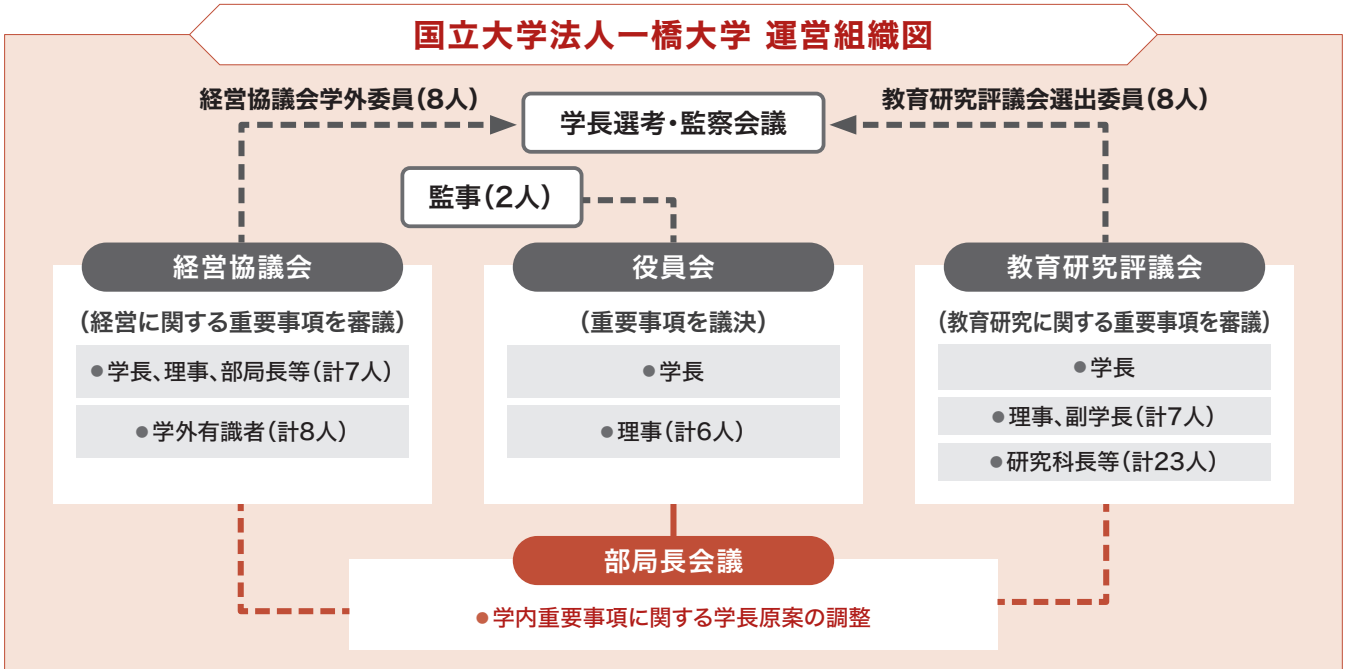 国立大学法人一橋大学 運営組織図
経営協議会学外委員(8人)
学長選考・監察会議
教育研究評議会選出委員(8人)
監事(2人)
経営協議会
(経営に関する重要事項を審議)
●学長、理事、部局長等(計7人)
●学外有識者(計8人)
役員会
(重要事項を議決)
●学長
●理事(計6人)
教育研究評議会
(教育研究に関する重要事項を審議)
●学長
●理事、副学長(計7人)
●研究科長等(計23人)
部局長会議
●学内重要事項に関する学長原案の調整